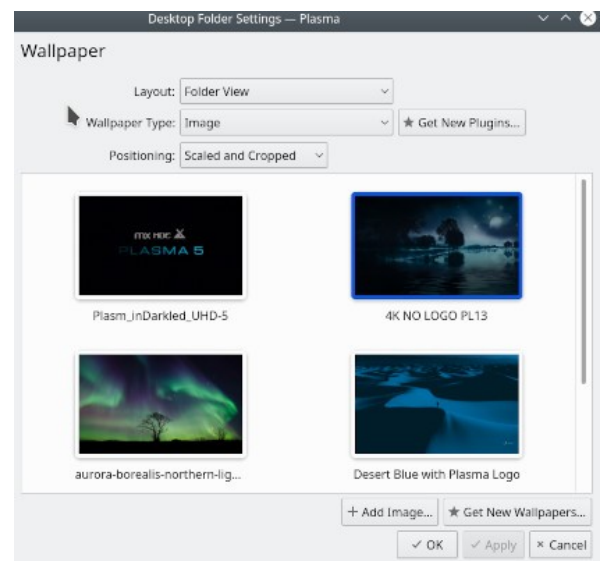 Desktop Folder Settings — Plasma
Wallpaper
Layout: Folder View
Wallpaper Type: Image ★ Get New Plugins...
Positioning: Scaled and Cropped
PLASMA 5
Plasm_inDarkled_UHD-5 4K NO LOGO PL13
aurora-borealis-northern-lig... Desert Blue with Plasma Logo
+ Add Image... ★ Get New Wallpapers...
✓ OK ✓ Apply × Cancel